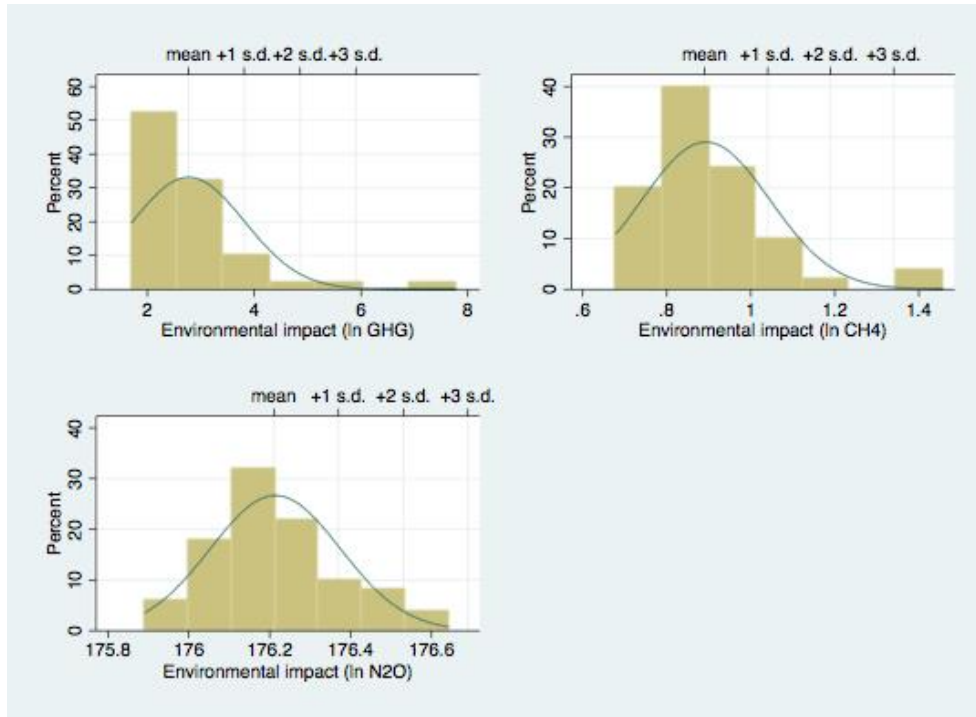 mean +1 s.d. +2 s.d. +3 s.d.
60
50
40
30
20
10
0
Percent
2 4 6 8
Environmental impact (ln GHG)
mean +1 s.d. +2 s.d. +3 s.d.
40
30
20
10
0
Percent
.6 .8 1 1.2 1.4
Environmental impact (ln CH4)
mean +1 s.d. +2 s.d. +3 s.d.
40
30
20
10
0
Percent
175.8 176 176.2 176.4 176.6
Environmental impact (ln N2O)